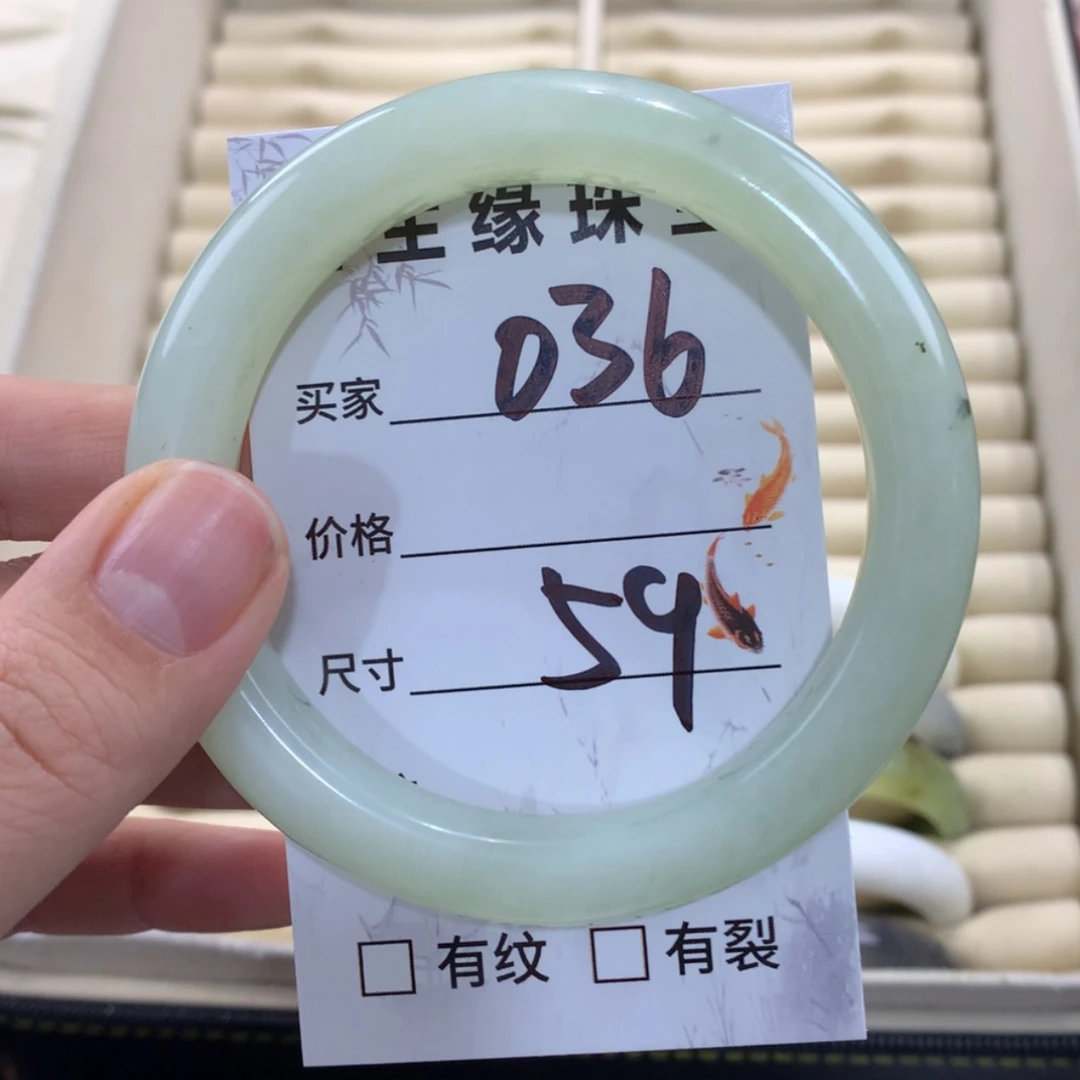 缘珠
买家 036
价格
尺寸 59
□ 有纹 □ 有裂